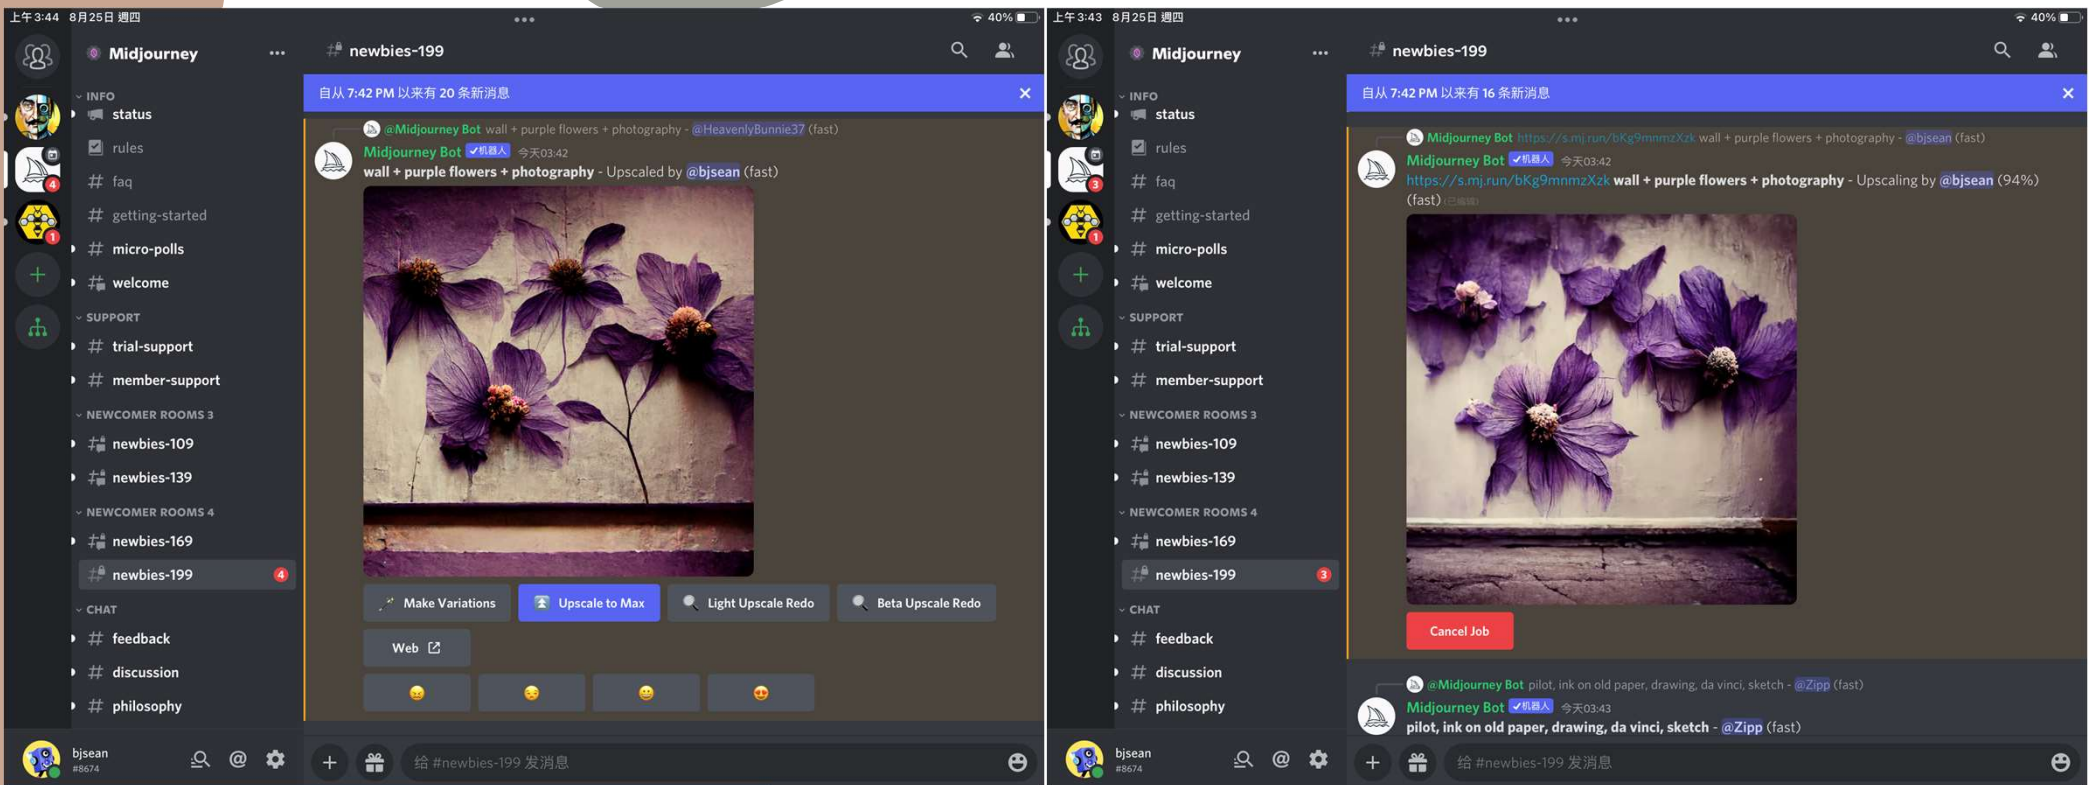 上午3:44 8月25日 週四
40%
Midjourney
newbies-199
自从 7:42 PM 以来有 20 条新消息
INFO
status
rules
faq
getting-started
micro-polls
welcome
SUPPORT
trial-support
member-support
NEWCOMER ROOMS 3
newbies-109
newbies-139
NEWCOMER ROOMS 4
newbies-169
newbies-199
4
CHAT
feedback
discussion
philosophy
4
1
bjsean
#8674
@Midjourney Bot wall + purple flowers + photography - @HeavenlyBunnie37 (fast)
Midjourney Bot ✓机器人 今天03:42
wall + purple flowers + photography - Upscaled by @bjsean (fast)
Make Variations
Upscale to Max
Light Upscale Redo
Beta Upscale Redo
Web
给 #newbies-199 发消息
上午3:43 8月25日 週四
40%
Midjourney
newbies-199
自从 7:42 PM 以来有 16 条新消息
INFO
status
rules
faq
getting-started
micro-polls
welcome
SUPPORT
trial-support
member-support
NEWCOMER ROOMS 3
newbies-109
newbies-139
NEWCOMER ROOMS 4
newbies-169
newbies-199
3
CHAT
feedback
discussion
philosophy
3
1
bjsean
#8674
Midjourney Bot https://s.mj.run/bKg9mnmzXzk wall + purple flowers + photography - @bjsean (fast)
Midjourney Bot ✓机器人 今天03:42
https://s.mj.run/bKg9mnmzXzk wall + purple flowers + photography - Upscaling by @bjsean (94%)
(fast) (已编辑)
Cancel Job
@Midjourney Bot pilot, ink on old paper, drawing, da vinci, sketch - @Zipp (fast)
Midjourney Bot ✓机器人 今天03:43
pilot, ink on old paper, drawing, da vinci, sketch - @Zipp (fast)
给 #newbies-199 发消息